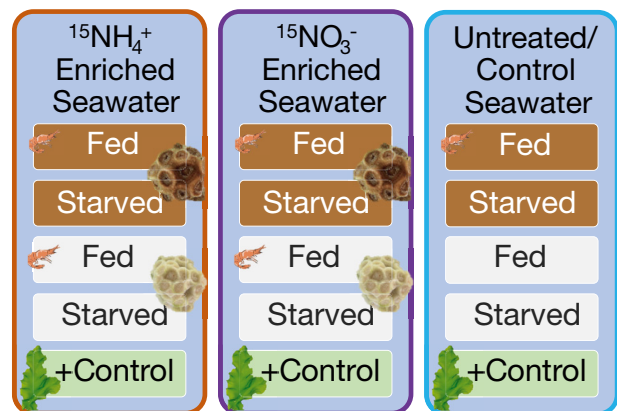 ¹⁵NH₄⁺
Enriched
Seawater
Fed
Starved
Fed
Starved
+Control
¹⁵NO₃⁻
Enriched
Seawater
Fed
Starved
Fed
Starved
+Control
Untreated/
Control
Seawater
Fed
Starved
Fed
Starved
+Control